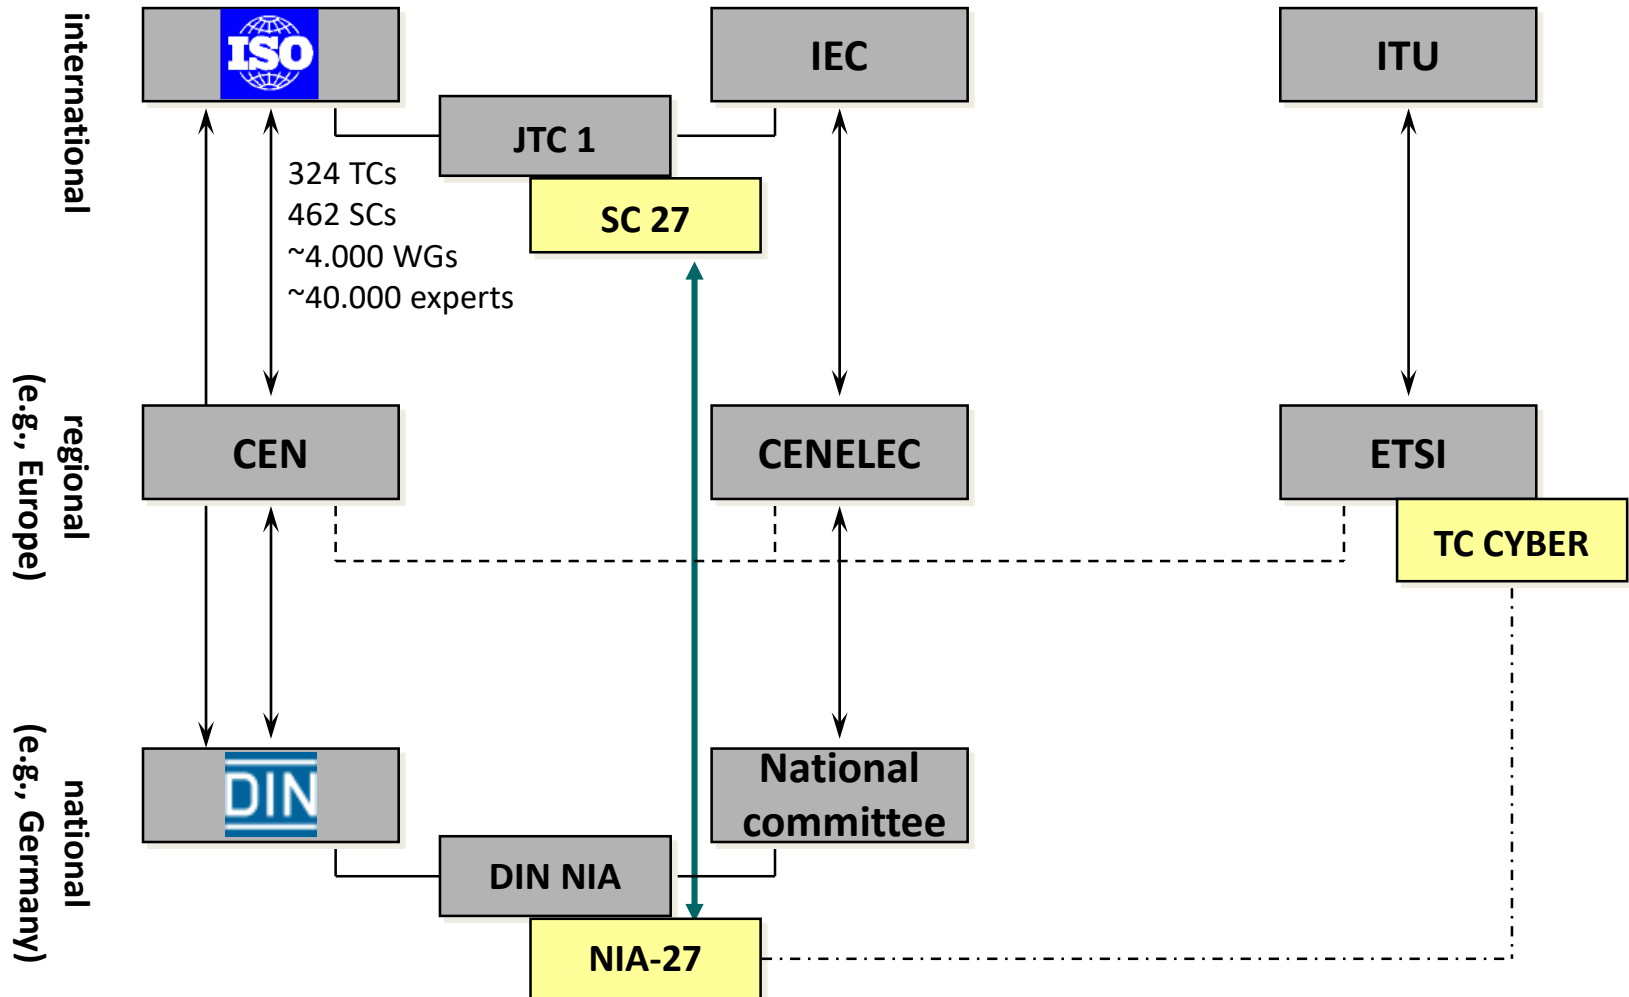 international
ISO
IEC
ITU
JTC 1
324 TCs
462 SCs
~4.000 WGs
~40.000 experts
SC 27
regional
(e.g., Europe)
CEN
CENELEC
ETSI
TC CYBER
national
(e.g., Germany)
DIN
National
committee
DIN NIA
NIA-27